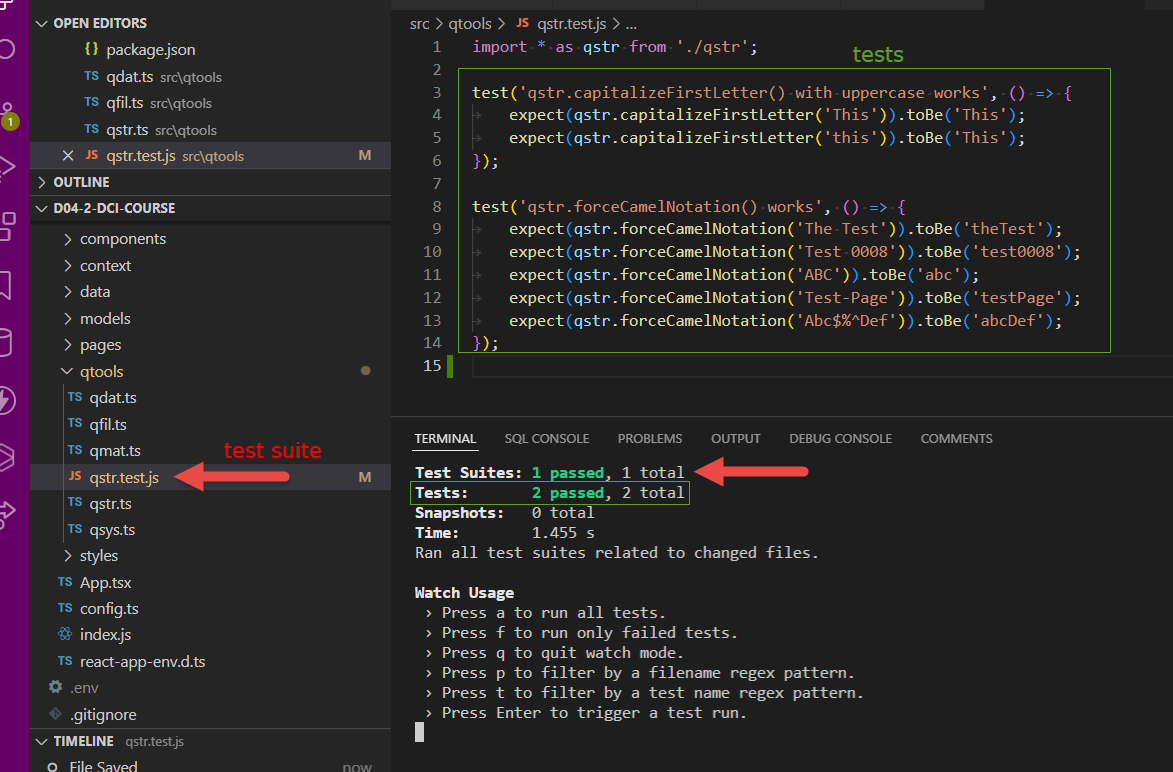 OPEN EDITORS
{} package.json
TS qdat.ts src\qtools
TS qfil.ts src\qtools
TS qstr.ts src\qtools
JS qstr.test.js src\qtools M
OUTLINE
D04-2-DCI-COURSE
components
context
data
models
pages
qtools
TS qdat.ts
TS qfil.ts
TS qmat.ts
test suite
JS qstr.test.js M
TS qstr.ts
TS qsys.ts
styles
TS App.tsx
TS config.ts
index.js
TS react-app-env.d.ts
.env
.gitignore
TIMELINE qstr.test.js
File Saved now
1
src > qtools > JS qstr.test.js > ...
1 import * as qstr from './qstr';
2
tests
3 test('qstr.capitalizeFirstLetter() with uppercase works', () => {
4 expect(qstr.capitalizeFirstLetter('This')).toBe('This');
5 expect(qstr.capitalizeFirstLetter('this')).toBe('This');
6 });
7
8 test('qstr.forceCamelNotation() works', () => {
9 expect(qstr.forceCamelNotation('The Test')).toBe('theTest');
10 expect(qstr.forceCamelNotation('Test 0008')).toBe('test0008');
11 expect(qstr.forceCamelNotation('ABC')).toBe('abc');
12 expect(qstr.forceCamelNotation('Test-Page')).toBe('testPage');
13 expect(qstr.forceCamelNotation('Abc$%^Def')).toBe('abcDef');
14 });
15
TERMINAL SQL CONSOLE PROBLEMS OUTPUT DEBUG CONSOLE COMMENTS
Test Suites: 1 passed, 1 total
Tests: 2 passed, 2 total
Snapshots: 0 total
Time: 1.455 s
Ran all test suites related to changed files.
Watch Usage
› Press a to run all tests.
› Press f to run only failed tests.
› Press q to quit watch mode.
› Press p to filter by a filename regex pattern.
› Press t to filter by a test name regex pattern.
› Press Enter to trigger a test run.